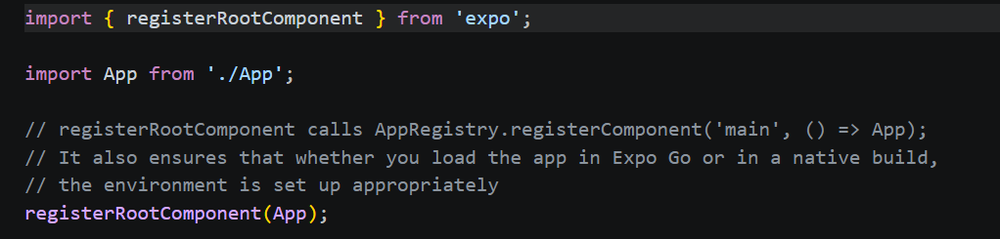 import { registerRootComponent } from 'expo';
import App from './App';
// registerRootComponent calls AppRegistry.registerComponent('main', () => App);
// It also ensures that whether you load the app in Expo Go or in a native build,
// the environment is set up appropriately
registerRootComponent(App);